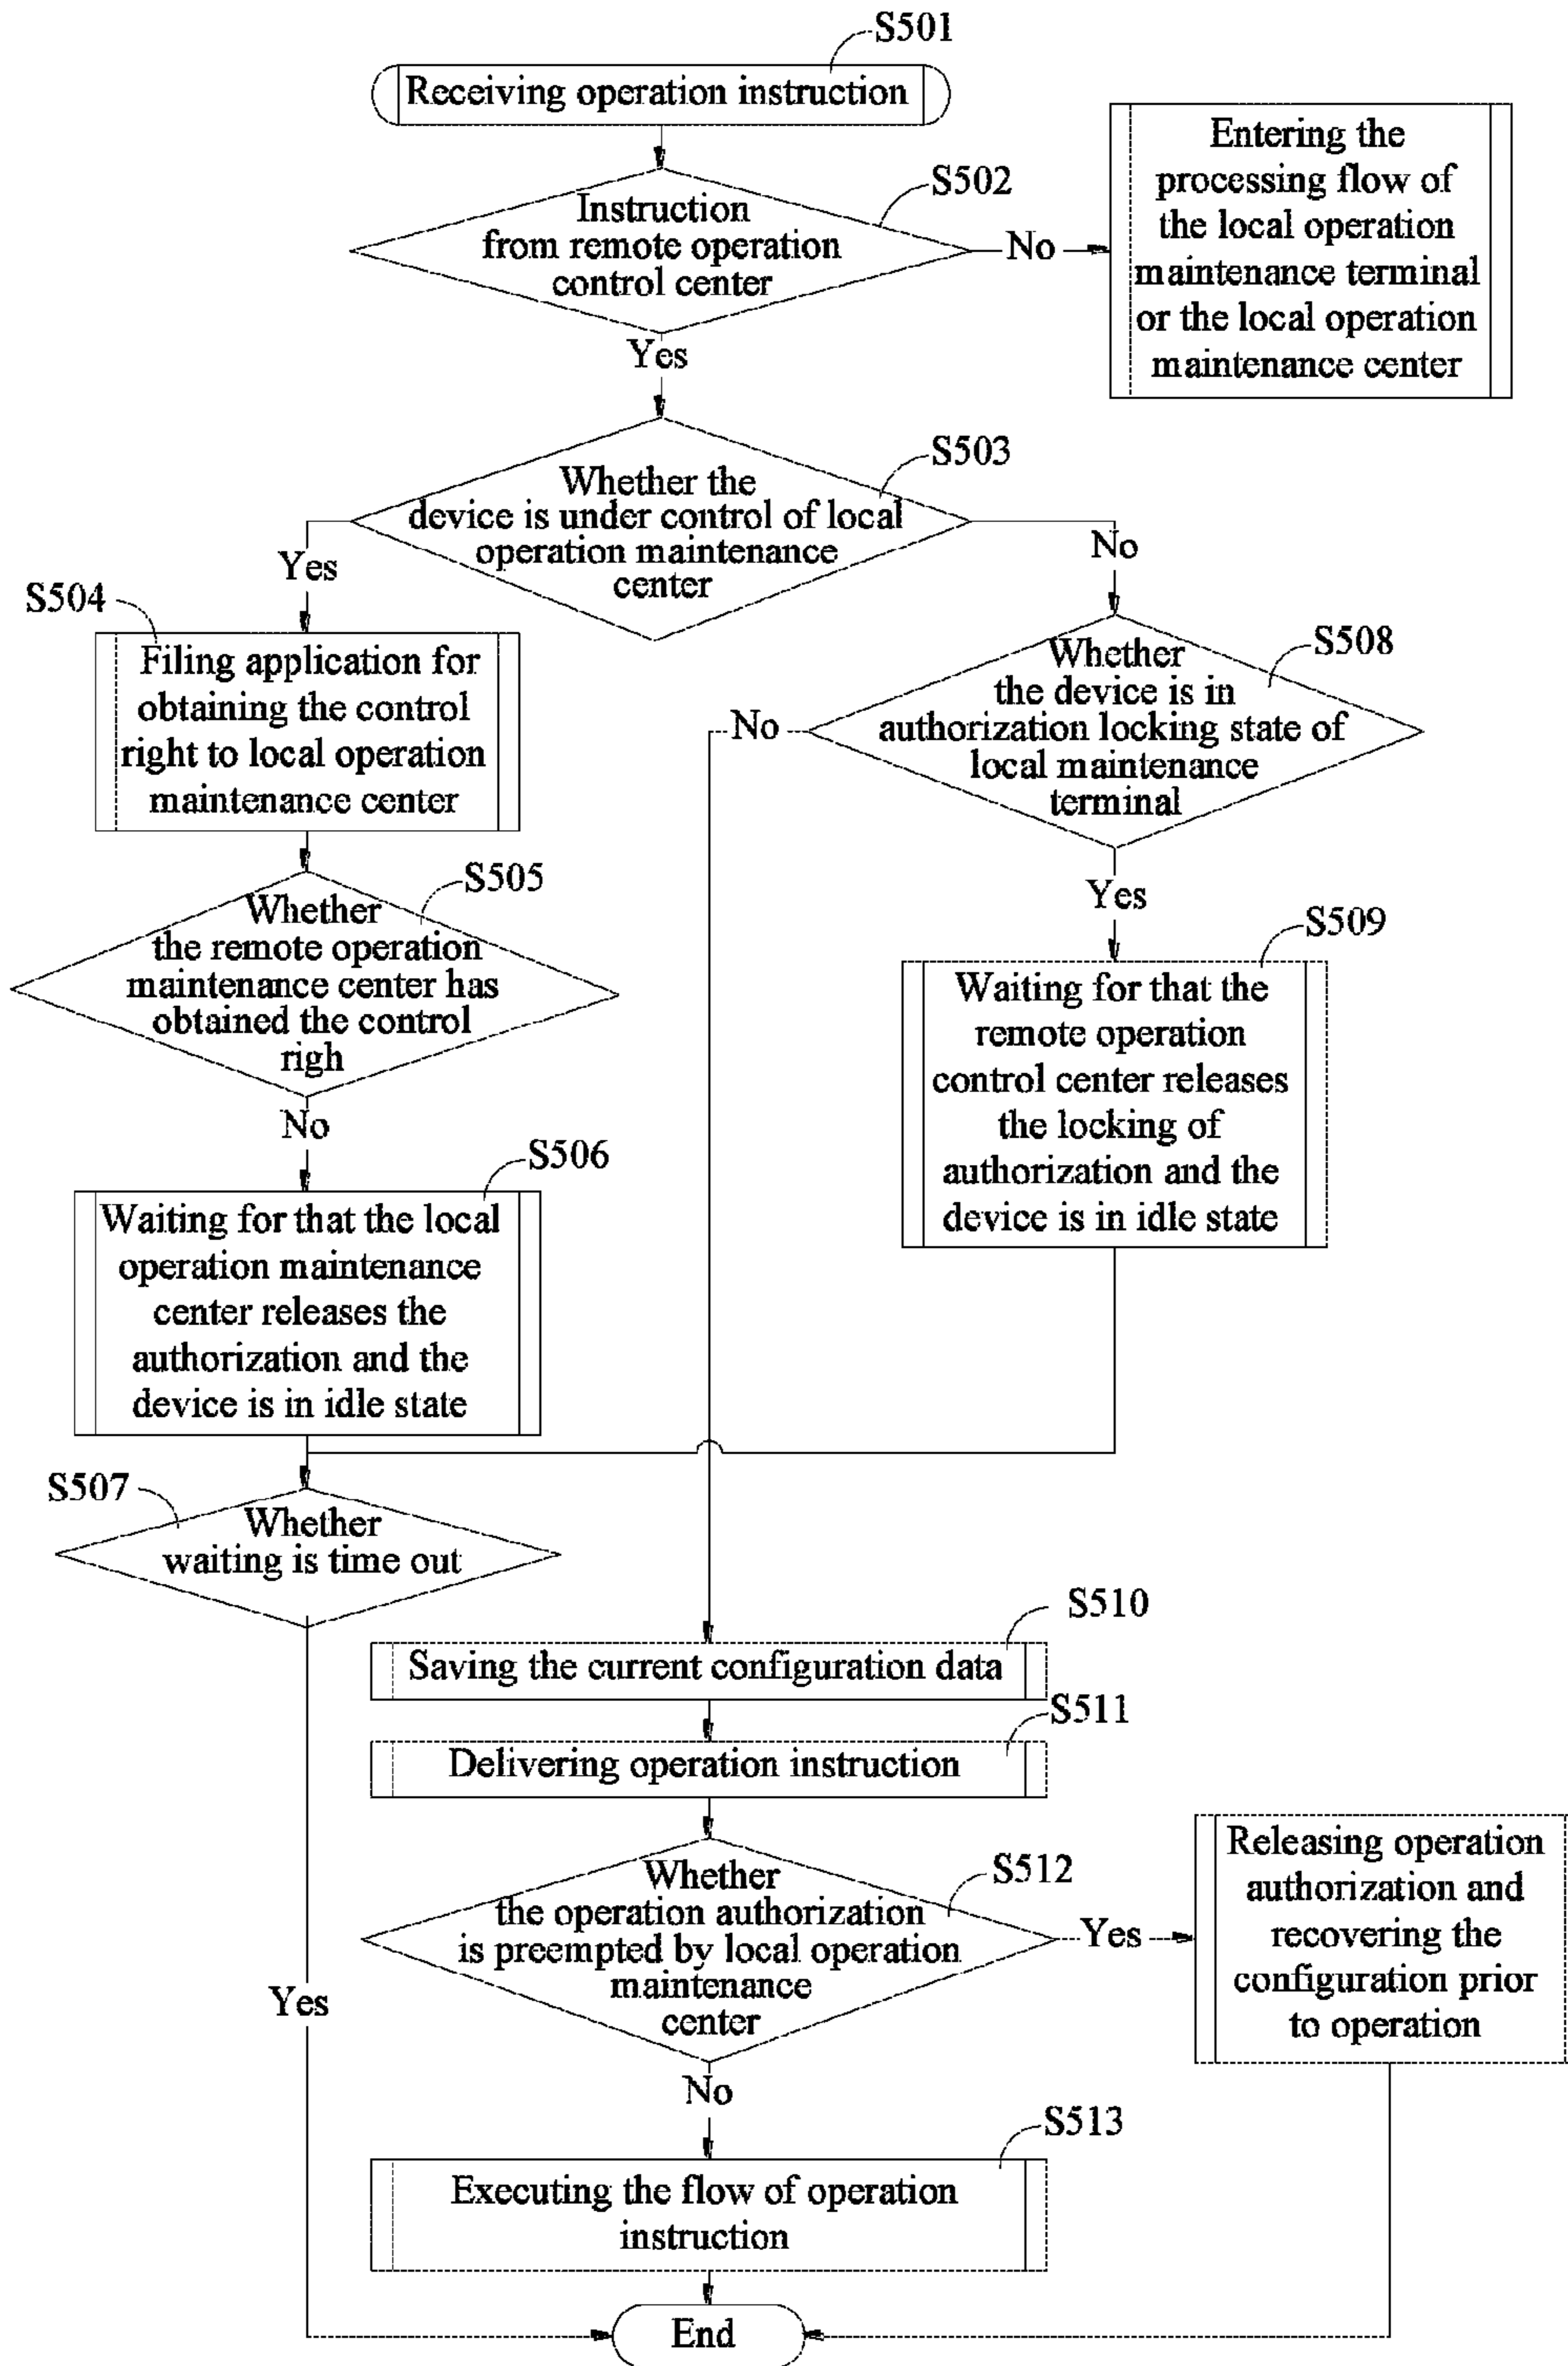 S501
Receiving operation instruction
S502
Instruction
from remote operation
control center
No
Entering the
processing flow of
the local operation
maintenance terminal
or the local operation
maintenance center
Yes
S503
Whether the
device is under control of local
operation maintenance
center
Yes
No
S504
Filing application for
obtaining the control
right to local operation
maintenance center
S508
Whether
the device is in
authorization locking state of
local maintenance
terminal
No
Yes
S505
Whether
the remote operation
maintenance center has
obtained the control
righ
No
S509
Waiting for that the
remote operation
control center releases
the locking of
authorization and the
device is in idle state
S506
Waiting for that the local
operation maintenance
center releases the
authorization and the
device is in idle state
S507
Whether
waiting is time out
Yes
S510
Saving the current configuration data
S511
Delivering operation instruction
S512
Whether
the operation authorization
is preempted by local operation
maintenance
center
Yes
Releasing operation
authorization and
recovering the
configuration prior
to operation
No
S513
Executing the flow of operation
instruction
End